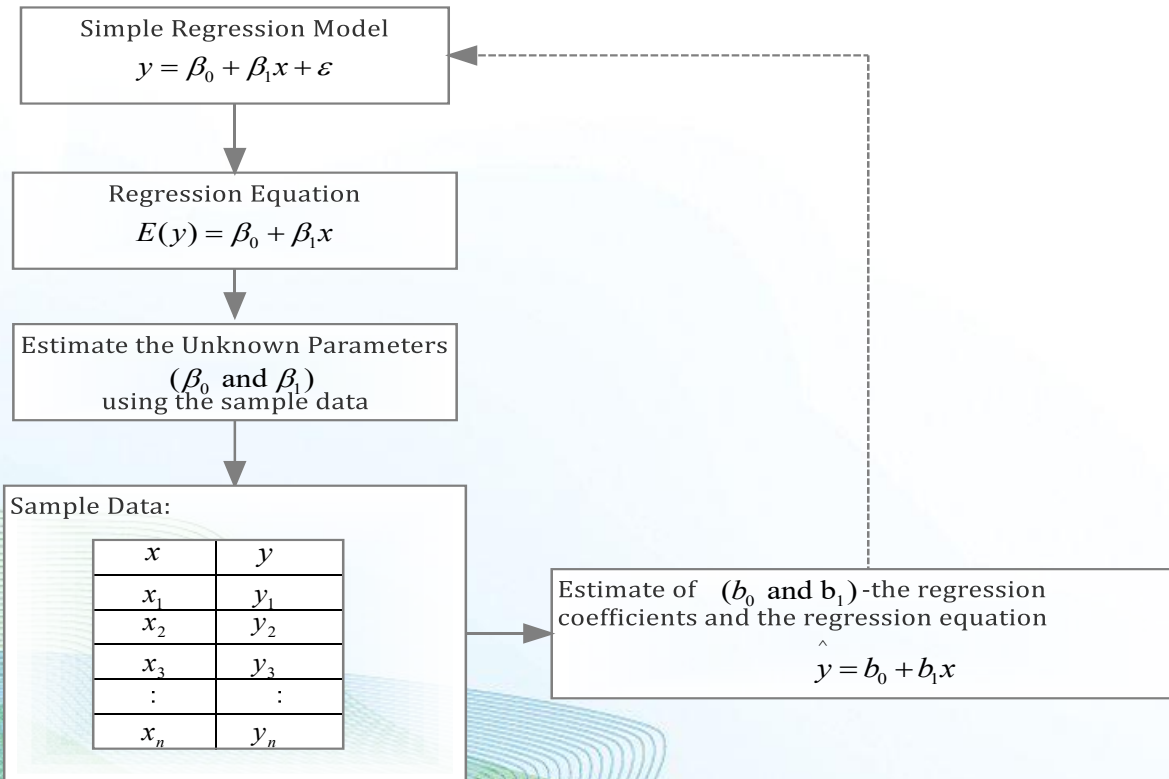 Simple Regression Model
y = β₀ + β₁x + ε
Regression Equation
E(y) = β₀ + β₁x
Estimate the Unknown Parameters
(β₀ and β₁)
using the sample data
Sample Data:
x y
x₁ y₁
x₂ y₂
x₃ y₃
: :
xₙ yₙ
Estimate of (b₀ and b₁)-the regression
coefficients and the regression equation
ŷ = b₀ + b₁x